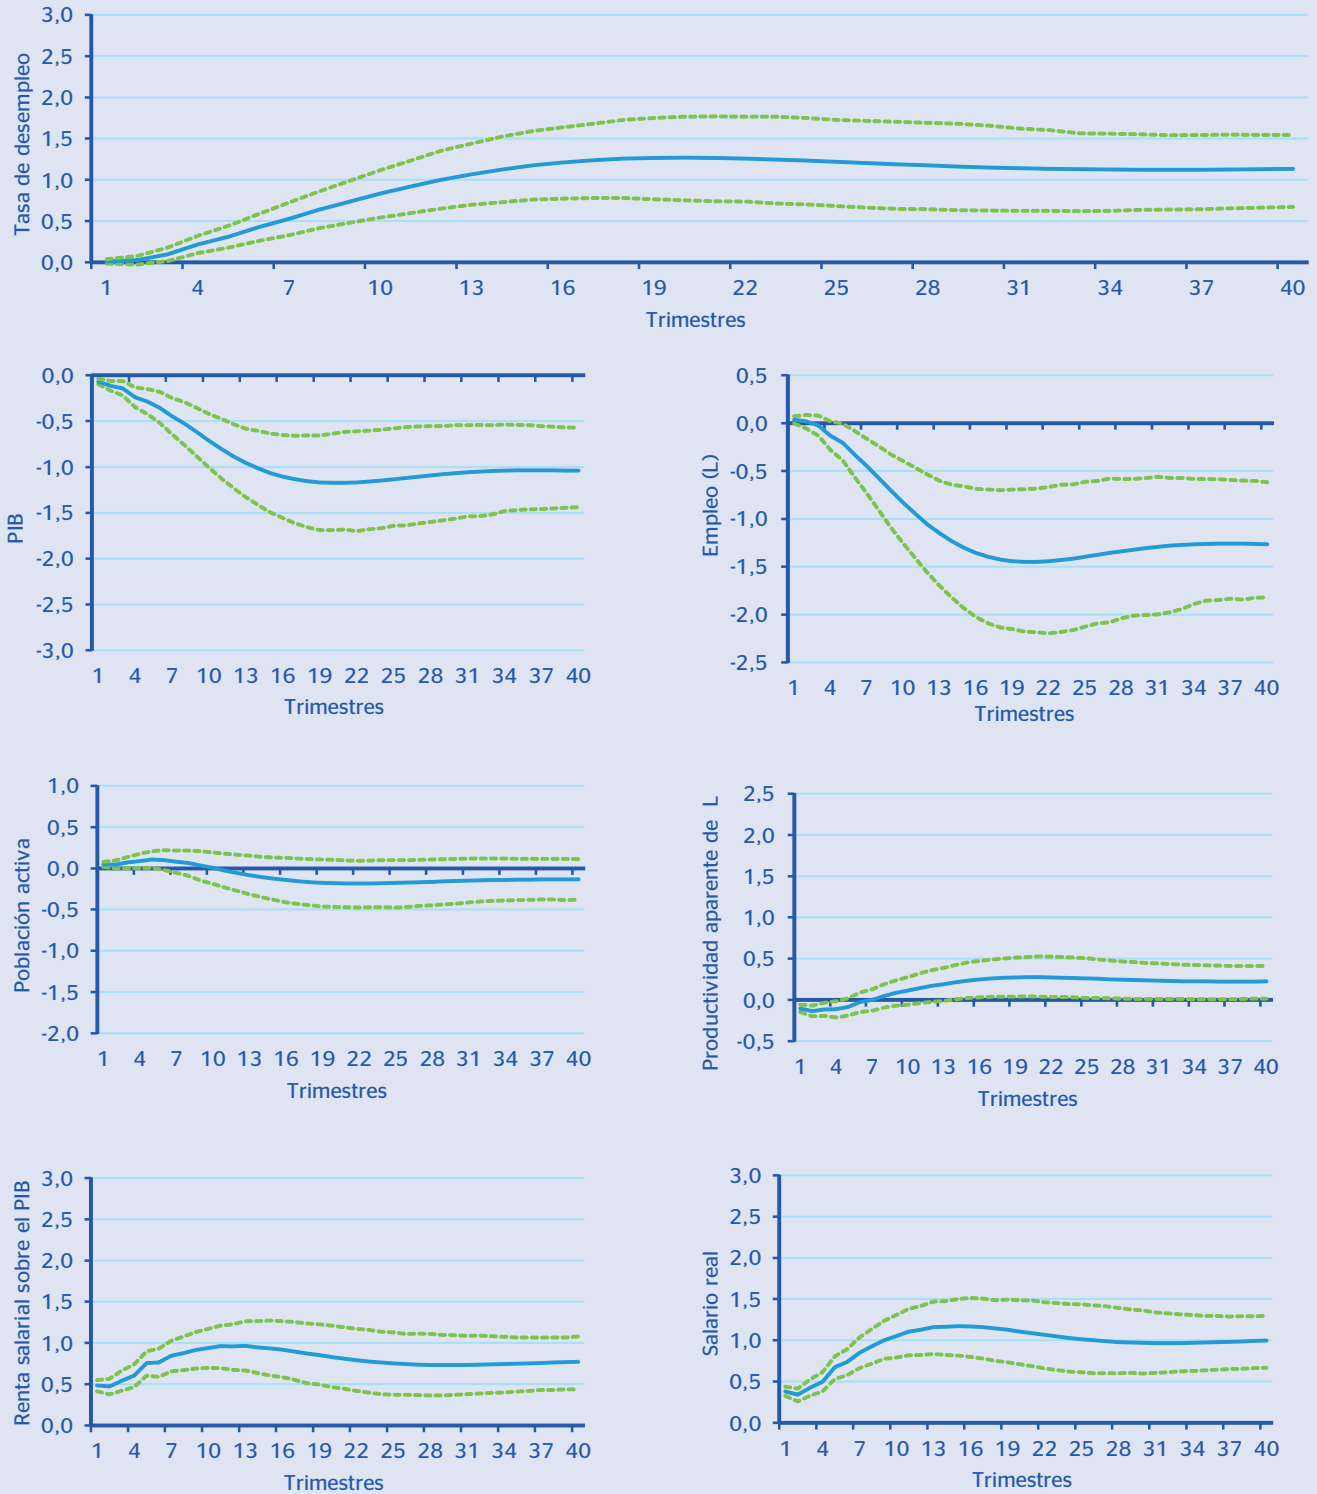 Tasa de desempleo
3,0
2,5
2,0
1,5
1,0
0,5
0,0
1 4 7 10 13 16 19 22 25 28 31 34 37 40
Trimestres
PIB
0,0
-0,5
-1,0
-1,5
-2,0
-2,5
-3,0
1 4 7 10 13 16 19 22 25 28 31 34 37 40
Trimestres
Empleo (L)
0,5
0,0
-0,5
-1,0
-1,5
-2,0
-2,5
1 4 7 10 13 16 19 22 25 28 31 34 37 40
Trimestres
Población activa
1,0
0,5
0,0
-0,5
-1,0
-1,5
-2,0
1 4 7 10 13 16 19 22 25 28 31 34 37 40
Trimestres
Productividad aparente de L
2,5
2,0
1,5
1,0
0,5
0,0
-0,5
1 4 7 10 13 16 19 22 25 28 31 34 37 40
Trimestres
Renta salarial sobre el PIB
3,0
2,5
2,0
1,5
1,0
0,5
0,0
1 4 7 10 13 16 19 22 25 28 31 34 37 40
Trimestres
Salario real
3,0
2,5
2,0
1,5
1,0
0,5
0,0
1 4 7 10 13 16 19 22 25 28 31 34 37 40
Trimestres